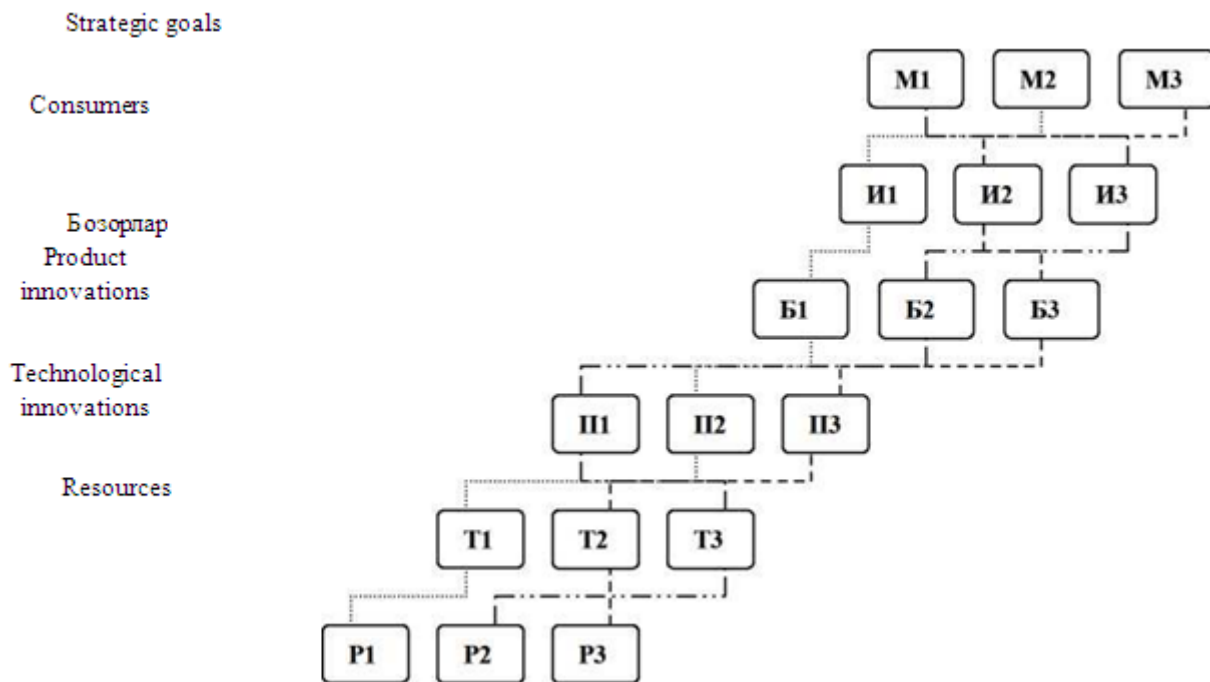 Strategic goals
М1 М2 М3
Consumers
И1 И2 И3
Бозорлар
Product
innovations
Б1 Б2 Б3
Technological
innovations
П1 П2 П3
Resources
Т1 Т2 Т3
Р1 Р2 Р3